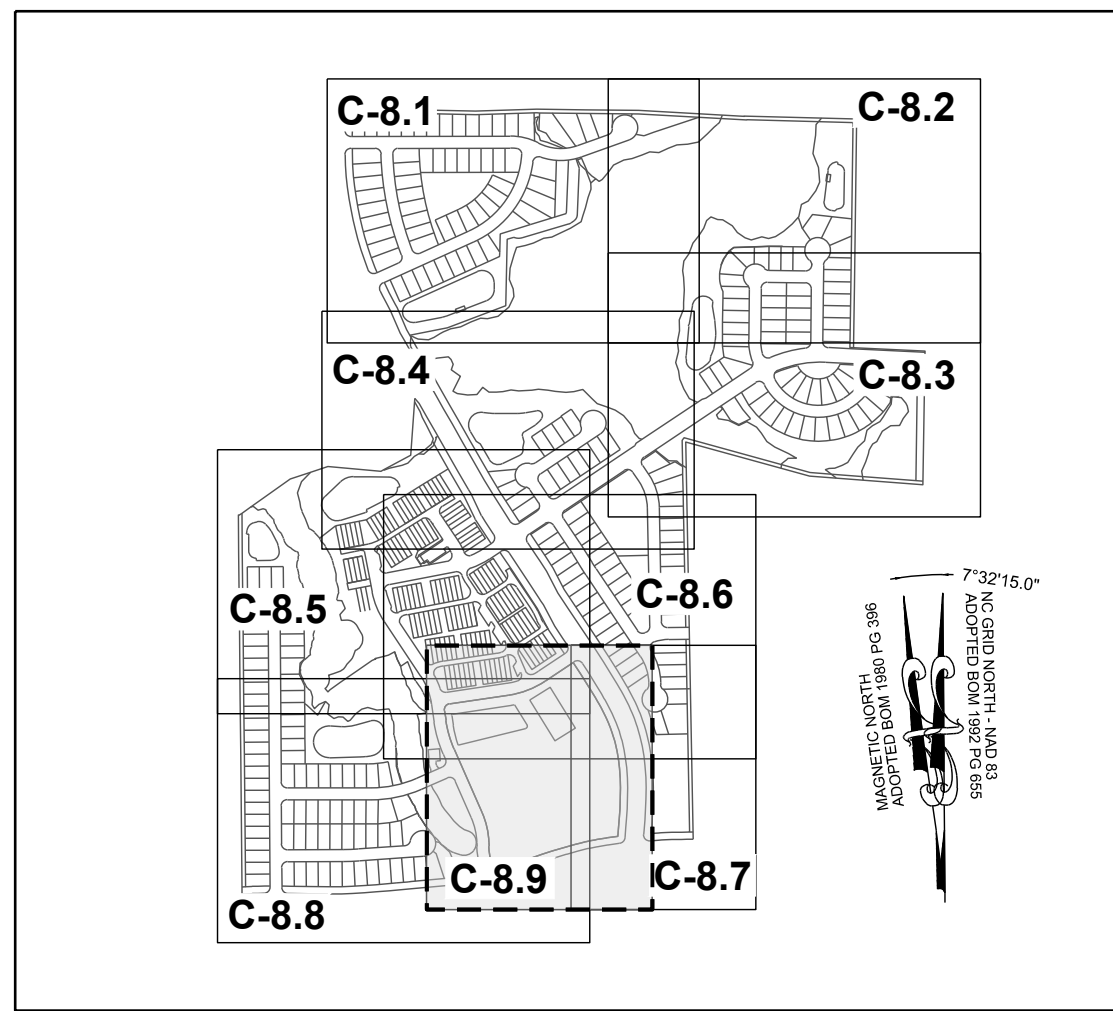 C-8.1
C-8.2
C-8.4
C-8.3
C-8.5
C-8.6
7°32'15.0"
MAGNETIC NORTH
ADOPTED BOM 1980 PG 396
NC GRID NORTH - NAD 83
ADOPTED BOM 1992 PG 655
C-8.9
C-8.7
C-8.8